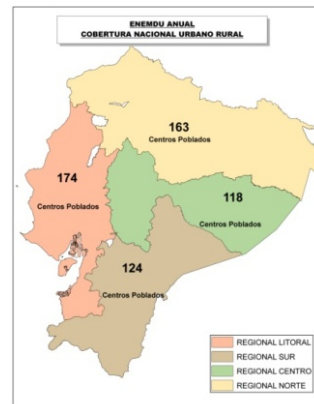 ENEMDU ANUAL
COBERTURA NACIONAL URBANO RURAL
163
Centros Poblados
174
Centros Poblados
118
Centros Poblados
124
Centros Poblados
REGIONAL LITORAL
REGIONAL SUR
REGIONAL CENTRO
REGIONAL NORTE